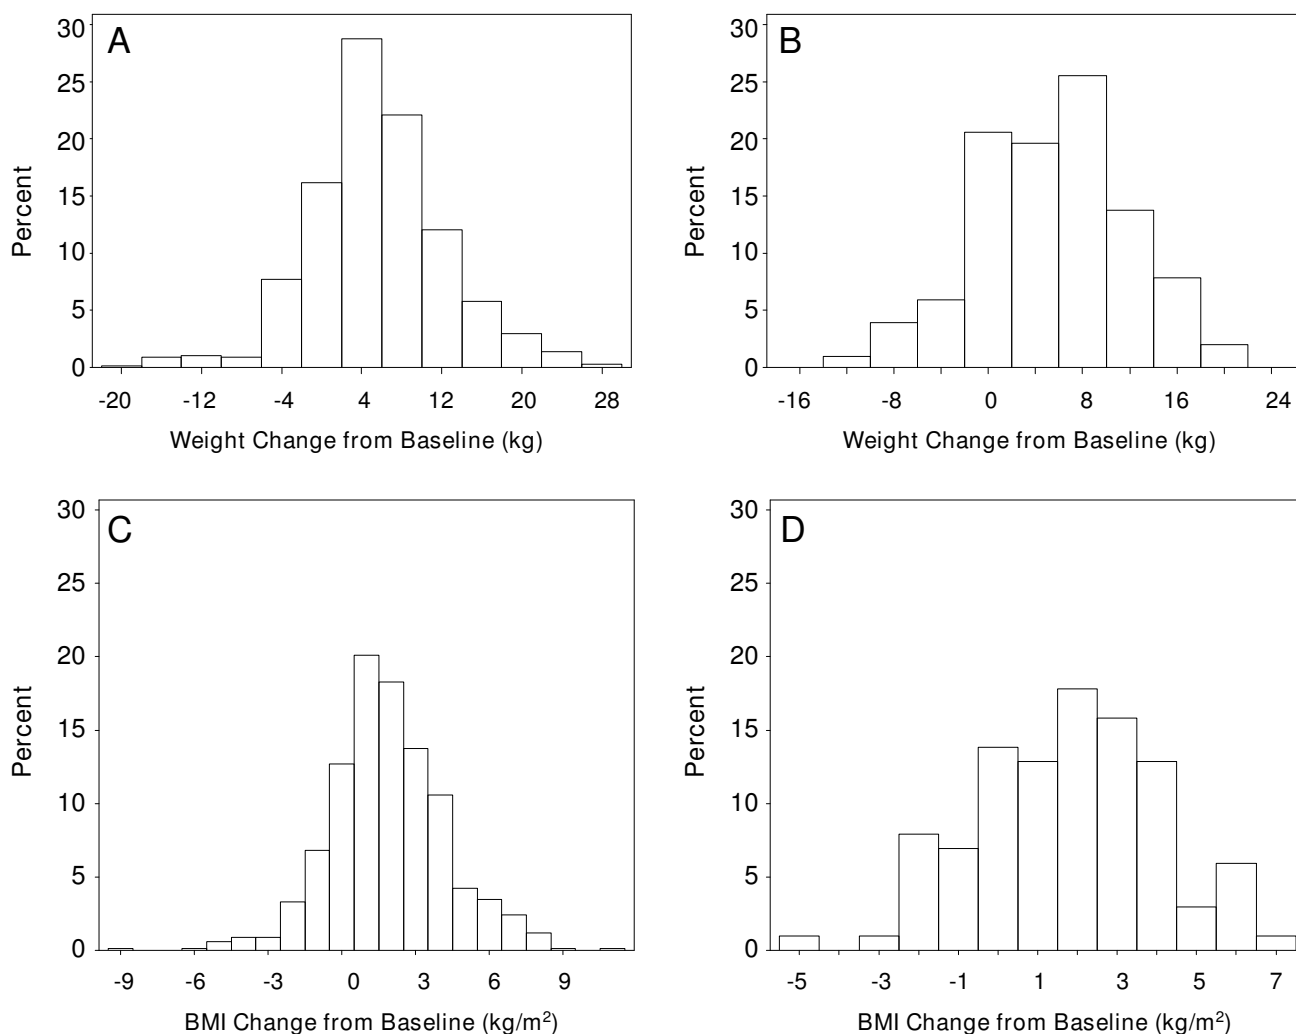 A
30
25
20
15
10
5
0
Percent
-20 -12 -4 4 12 20 28
Weight Change from Baseline (kg)
B
30
25
20
15
10
5
0
Percent
-16 -8 0 8 16 24
Weight Change from Baseline (kg)
C
30
25
20
15
10
5
0
Percent
-9 -3 0 3 6 9
BMI Change from Baseline (kg/m²)
D
30
25
20
15
10
5
0
Percent
-5 -3 -1 1 3 5 7
BMI Change from Baseline (kg/m²)